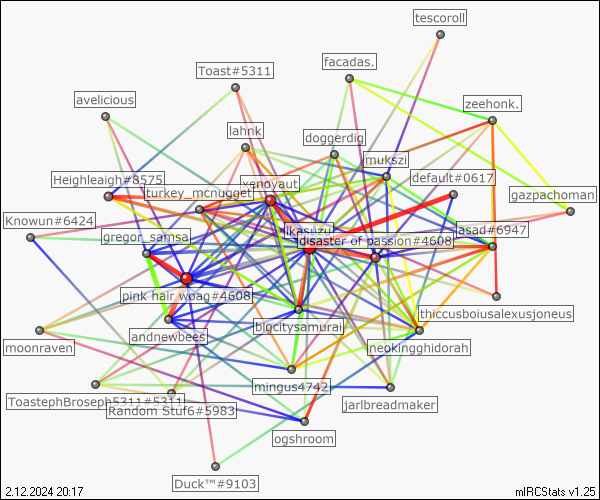 tescoroll
facadas.
Toast#5311
zeehonk.
avelicious
lahnk
doggerdig
mukszi
Heighleaigh#8575
xenoyaut
default#0617
turkey_mcnugget
gazpachoman
Knowun#6424
ikasuzu
asad#6947
gregor_samsa
disaster of passion#4608
pink hair woag#4608
thiccusboiusalexusjoneus
bigcitysamurai
andnewbees
moonraven
neokingghidorah
mingus4742
ToastephBroseph5311#5311
jarlbreadmaker
Random Stuf6#5983
ogshroom
Duck™#9103
2.12.2024 20:17
mIRCStats v1.25